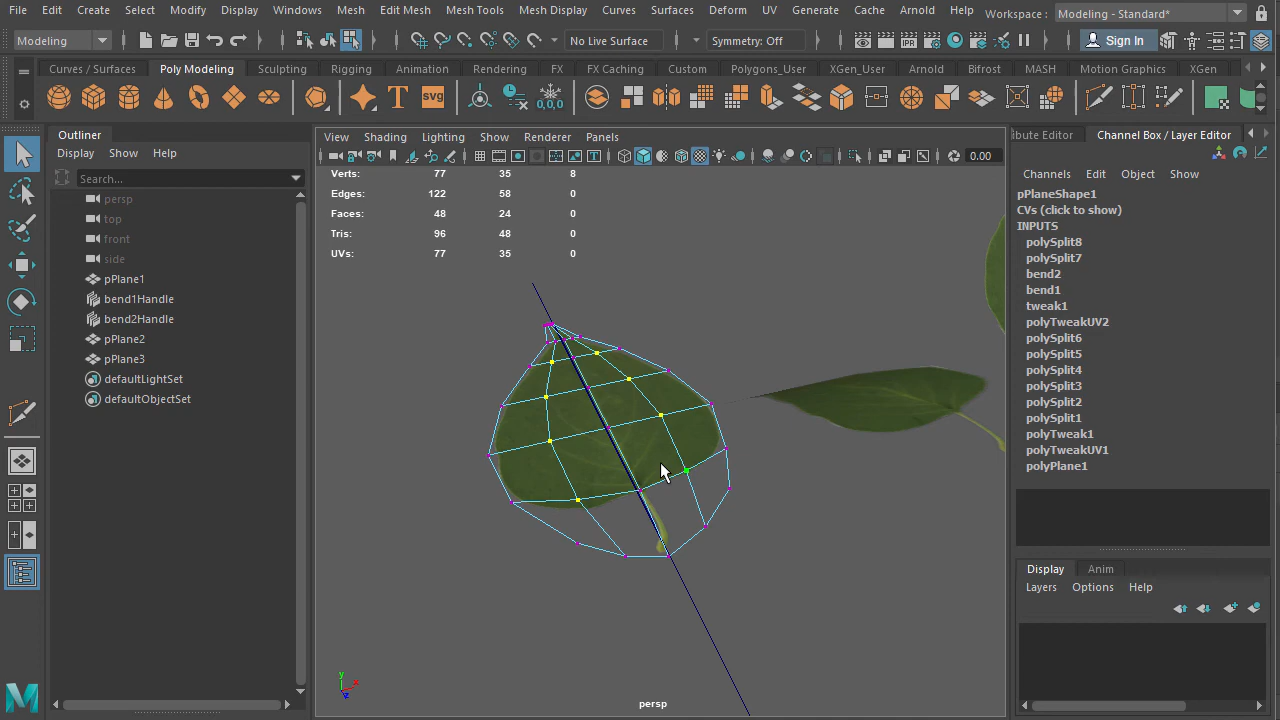 File Edit Create Select Modify Display Windows Mesh Edit Mesh Mesh Tools Mesh Display Curves Surfaces Deform UV Generate Cache Arnold Help Workspace : Modeling - Standard*
Modeling No Live Surface Symmetry: Off Sign In
Curves / Surfaces Poly Modeling Sculpting Rigging Animation Rendering FX FX Caching Custom Polygons_User XGen_User Arnold Bifrost MASH Motion Graphics XGen
T svg 0,0,0
Outliner
Display Show Help
Search...
persp
top
front
side
pPlane1
bend1Handle
bend2Handle
pPlane2
pPlane3
defaultLightSet
defaultObjectSet
View Shading Lighting Show Renderer Panels
0.00
Verts: 77 35 8
Edges: 122 58 0
Faces: 48 24 0
Tris: 96 48 0
UVs: 77 35 0
y
x
z
persp
bute Editor Channel Box / Layer Editor
Channels Edit Object Show
pPlaneShape1
CVs (click to show)
INPUTS
polySplit8
polySplit7
bend2
bend1
tweak1
polyTweakUV2
polySplit6
polySplit5
polySplit4
polySplit3
polySplit2
polySplit1
polyTweak1
polyTweakUV1
polyPlane1
Display Anim
Layers Options Help
M